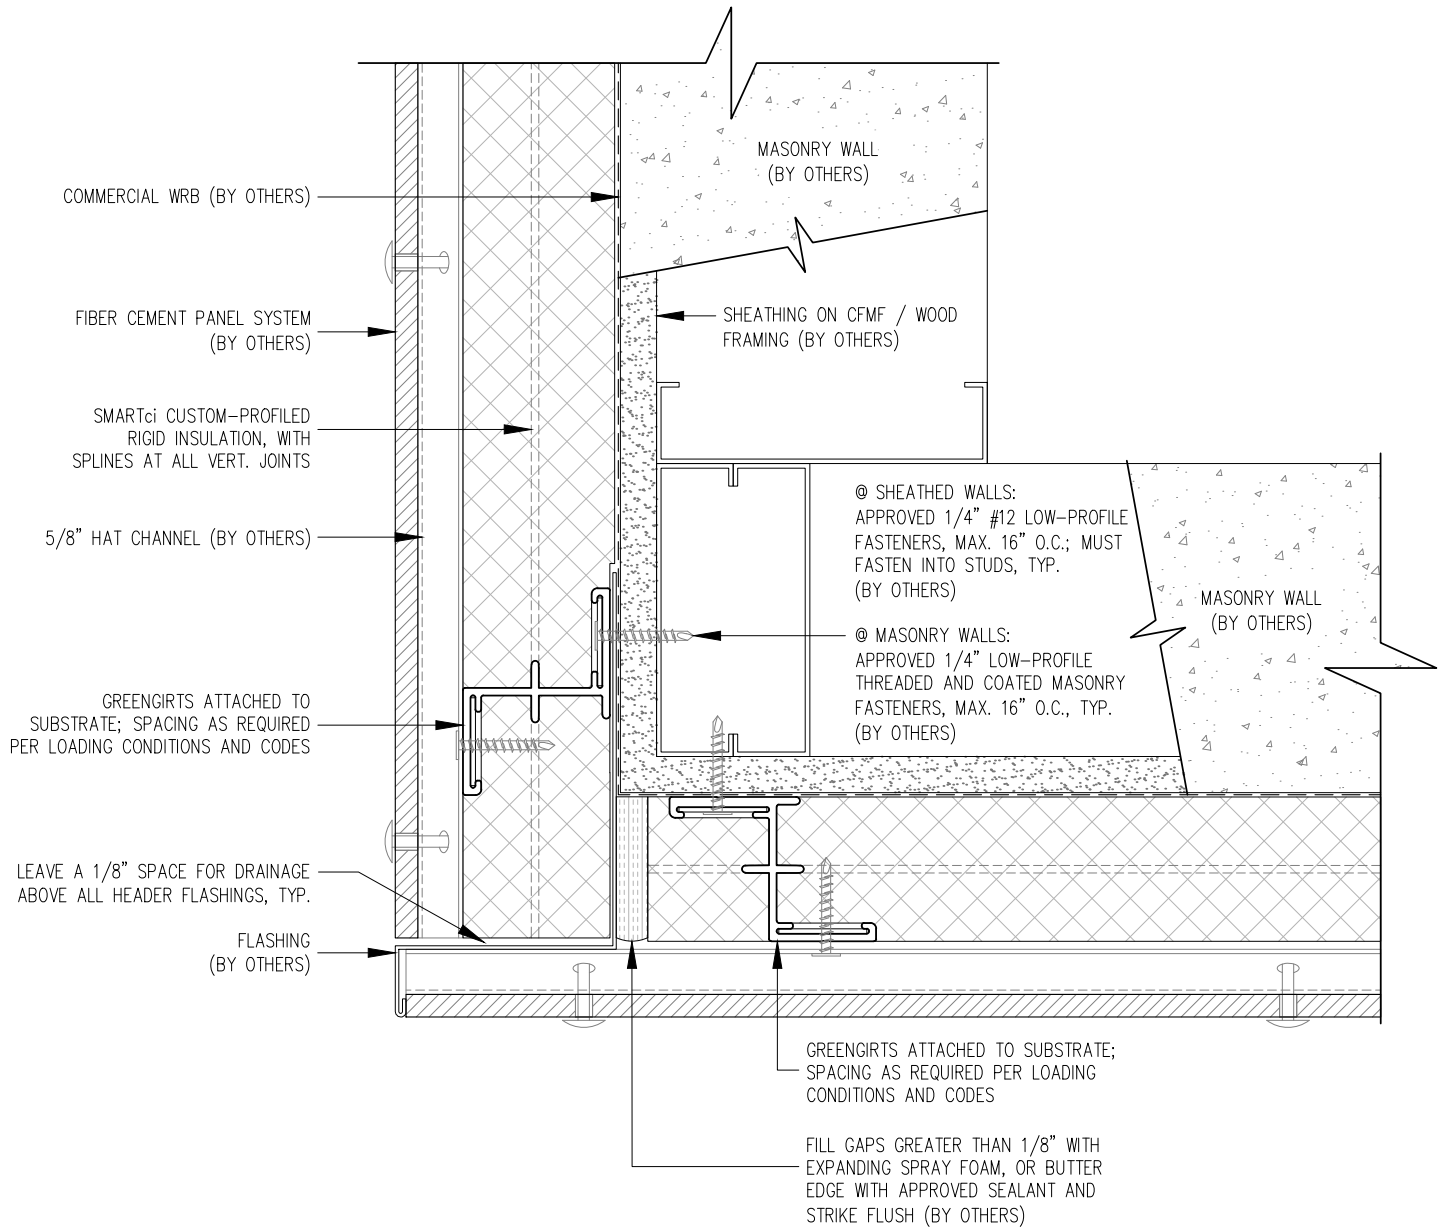 MASONRY WALL
(BY OTHERS)
COMMERCIAL WRB (BY OTHERS)
FIBER CEMENT PANEL SYSTEM
(BY OTHERS)
SHEATHING ON CFMF / WOOD
FRAMING (BY OTHERS)
SMARTci CUSTOM-PROFILED
RIGID INSULATION, WITH
SPLINES AT ALL VERT. JOINTS
5/8" HAT CHANNEL (BY OTHERS)
@ SHEATHED WALLS:
APPROVED 1/4" #12 LOW-PROFILE
FASTENERS, MAX. 16" O.C.; MUST
FASTEN INTO STUDS, TYP.
(BY OTHERS)
MASONRY WALL
(BY OTHERS)
@ MASONRY WALLS:
APPROVED 1/4" LOW-PROFILE
THREADED AND COATED MASONRY
FASTENERS, MAX. 16" O.C., TYP.
(BY OTHERS)
GREENGIRTS ATTACHED TO
SUBSTRATE; SPACING AS REQUIRED
PER LOADING CONDITIONS AND CODES
LEAVE A 1/8" SPACE FOR DRAINAGE
ABOVE ALL HEADER FLASHINGS, TYP.
FLASHING
(BY OTHERS)
GREENGIRTS ATTACHED TO SUBSTRATE;
SPACING AS REQUIRED PER LOADING
CONDITIONS AND CODES
FILL GAPS GREATER THAN 1/8" WITH
EXPANDING SPRAY FOAM, OR BUTTER
EDGE WITH APPROVED SEALANT AND
STRIKE FLUSH (BY OTHERS)